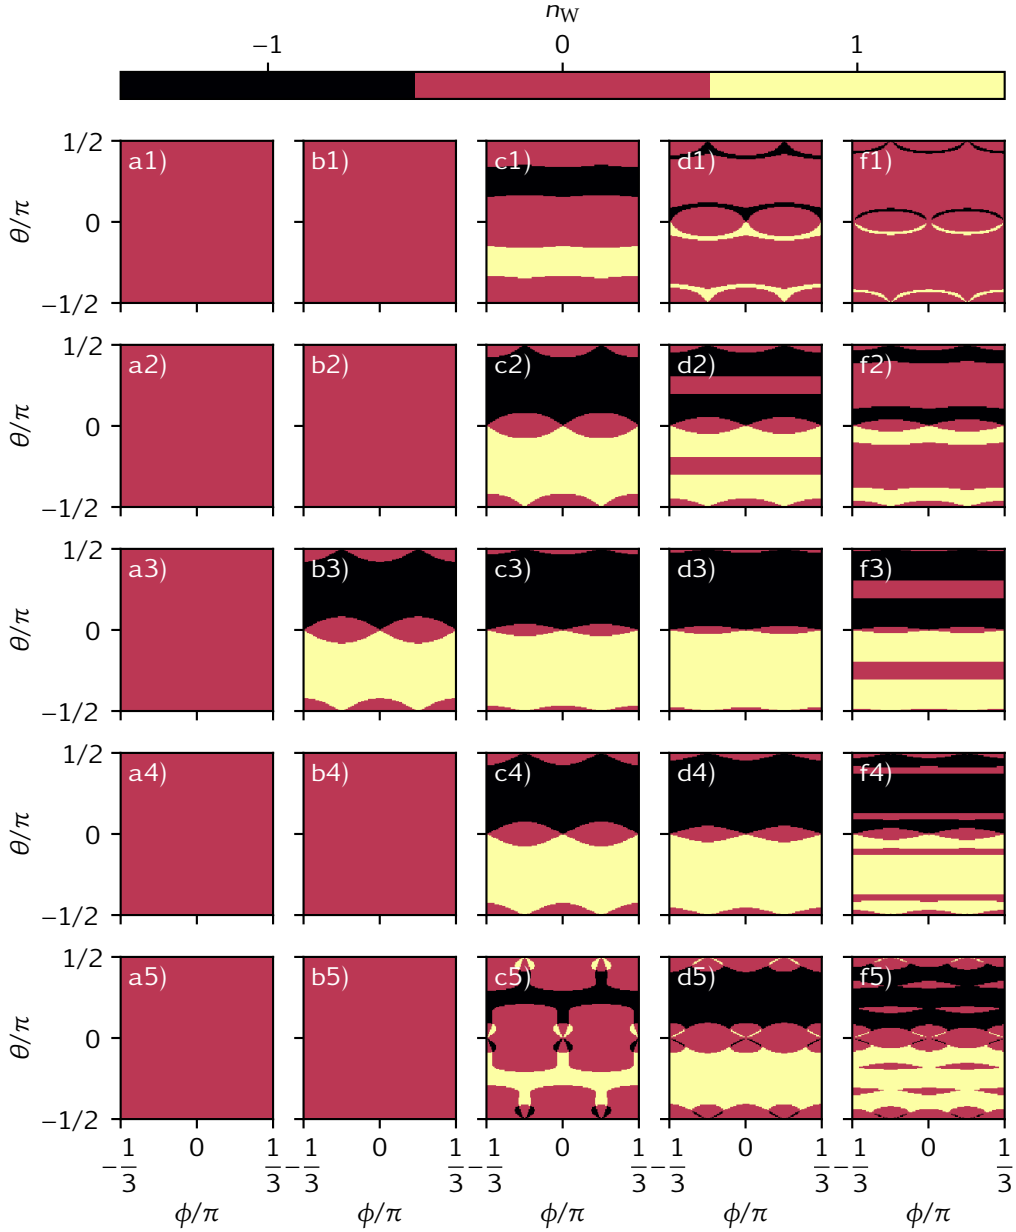 n_W
−1 0 1
1/2 a1) b1) c1) d1) f1)
θ/π 0
−1/2
1/2 a2) b2) c2) d2) f2)
θ/π 0
−1/2
1/2 a3) b3) c3) d3) f3)
θ/π 0
−1/2
1/2 a4) b4) c4) d4) f4)
θ/π 0
−1/2
1/2 a5) b5) c5) d5) f5)
θ/π 0
−1/2
−1/3 0 1/3 −1/3 0 1/3 −1/3 0 1/3 −1/3 0 1/3 −1/3 0 1/3
ϕ/π ϕ/π ϕ/π ϕ/π ϕ/π